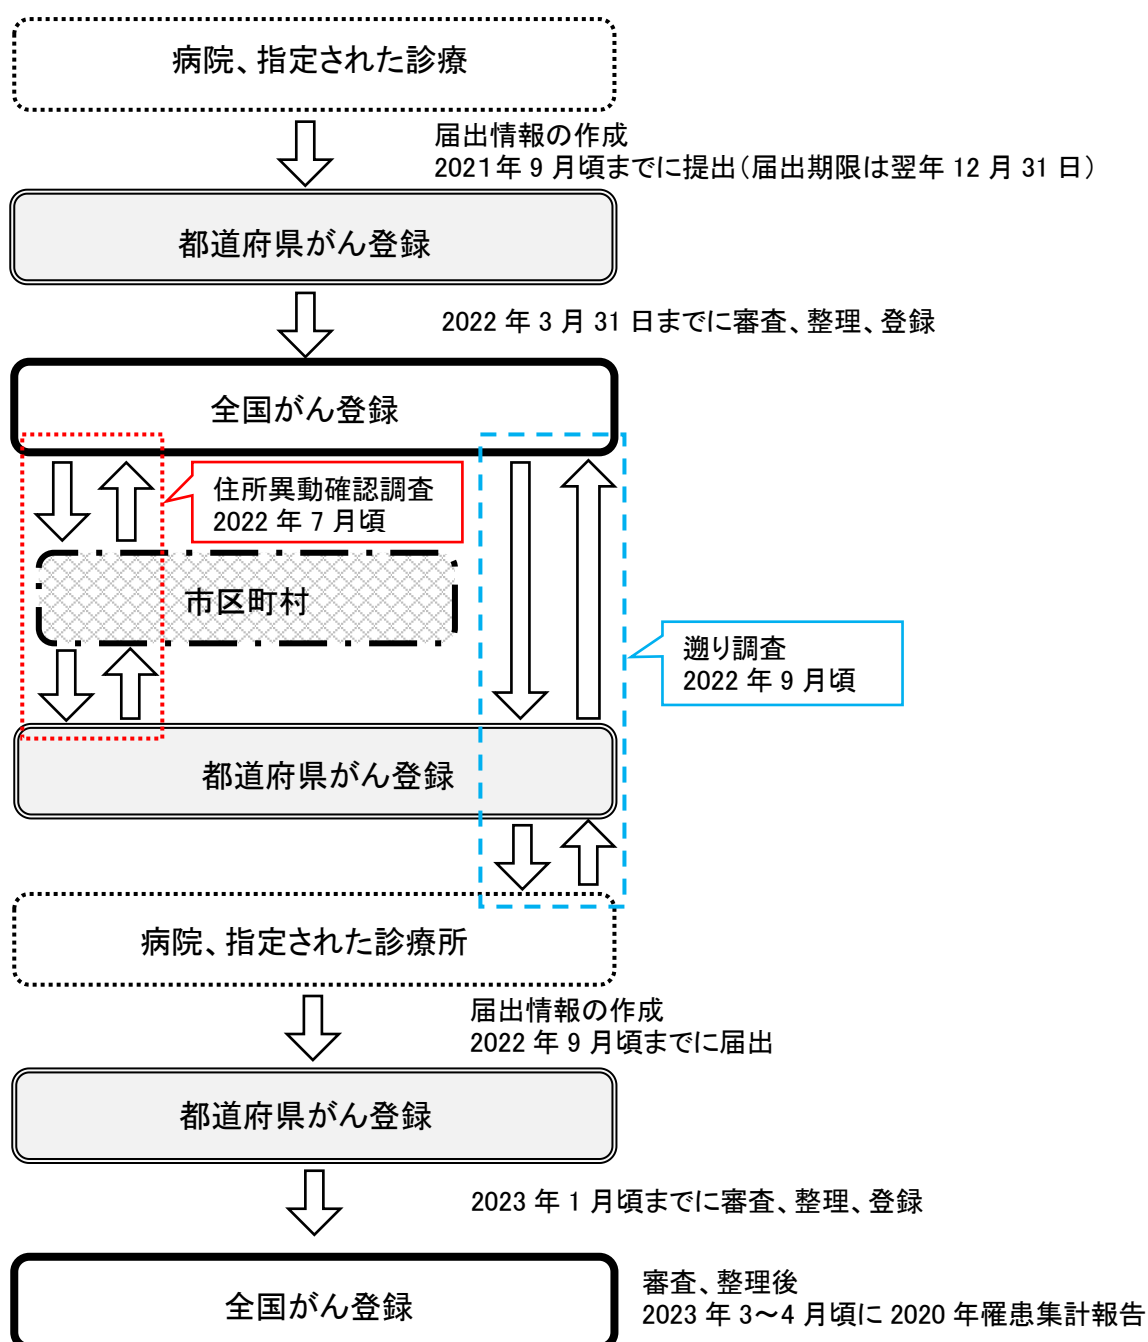 病院、指定された診療
届出情報の作成
2021年 9 月頃までに提出（届出期限は翌年 12 月 31 日）
都道府県がん登録
2022 年 3 月 31 日までに審査、整理、登録
全国がん登録
住所異動確認調査
2022 年 7 月頃
市区町村
遡り調査
2022 年 9 月頃
都道府県がん登録
病院、指定された診療所
届出情報の作成
2022 年 9 月頃までに届出
都道府県がん登録
2023 年 1 月頃までに審査、整理、登録
全国がん登録
審査、整理後
2023 年 3～4 月頃に 2020 年罹患集計報告